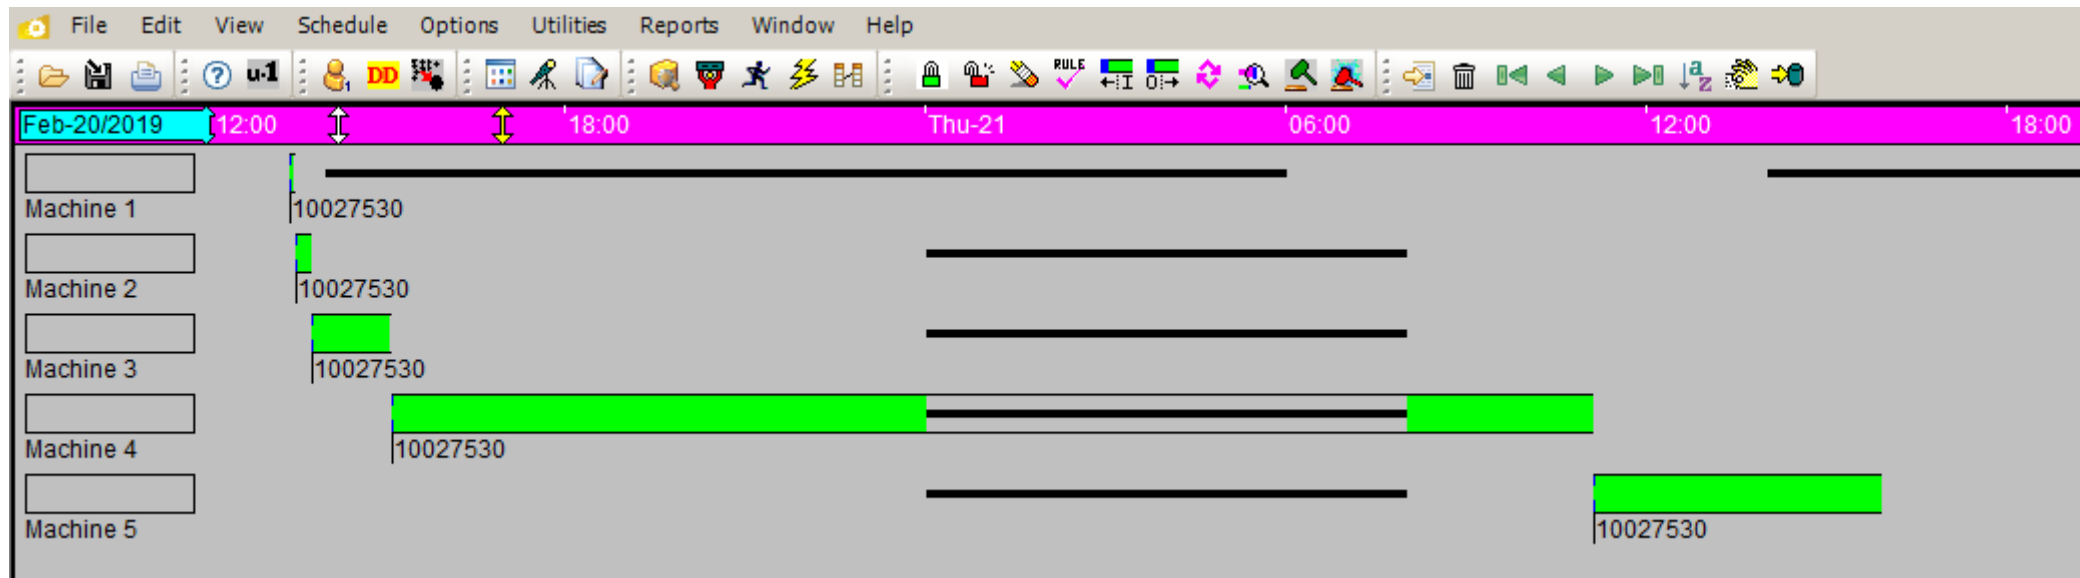 File Edit View Schedule Options Utilities Reports Window Help
u-1 1 DD RULE I 0 a z
Feb-20/2019 12:00 18:00 Thu-21 06:00 12:00 18:00
Machine 1 10027530
Machine 2 10027530
Machine 3 10027530
Machine 4 10027530
Machine 5 10027530